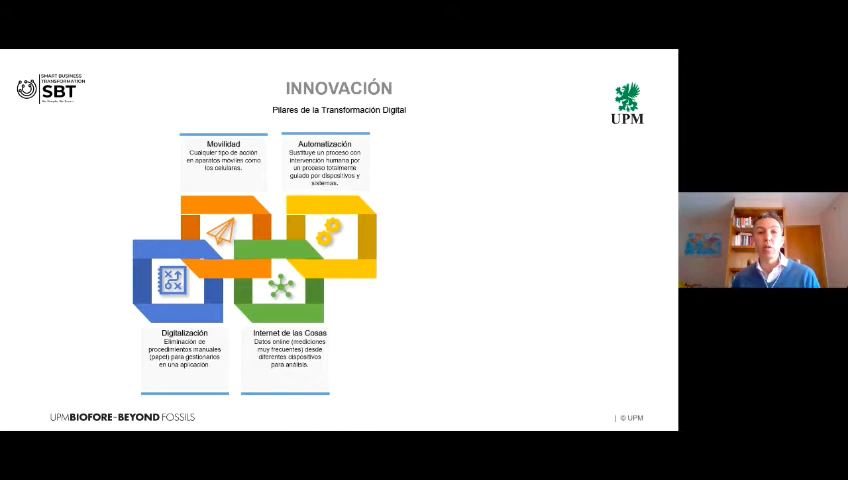 SMART BUSINESS
TRANSFORMATION
SBT
INNOVACIÓN
Pilares de la Transformación Digital
UPM
Movilidad
Cualquier tipo de acción
en aparatos móviles como
los celulares.
Automatización
Sustituye un proceso con
intervención humana por
un proceso totalmente
guiado por dispositivos y
sistemas.
Digitalización
Eliminación de
procedimientos manuales
(papel) para gestionarlos
en una aplicación
Internet de las Cosas
Datos online (mediciones
muy frecuentes) desde
diferentes dispositivos
para análisis.
UPM BIOFORE-BEYOND FOSSILS
| © UPM